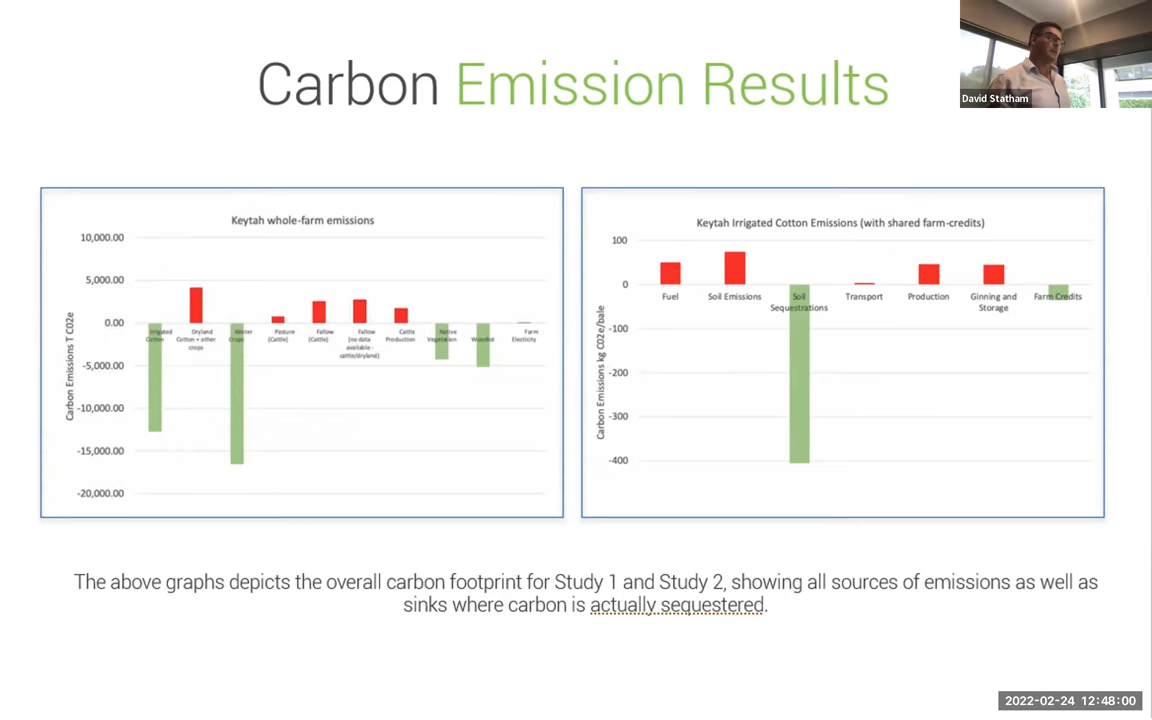 Carbon Emission Results
David Statham
Keytah whole-farm emissions
10,000.00
5,000.00
0.00
-5,000.00
-10,000.00
-15,000.00
-20,000.00
Carbon Emissions T C02e
Irrigated
Cotton
Dryland
Cotton + other
crops
Winter
Crops
Pasture
(Cattle)
Fallow
(Cattle)
Fallow
(no data
available -
cattle/dryland)
Cattle
Production
Native
Vegetation
Woodlot
Farm
Electicity
Keytah Irrigated Cotton Emissions (with shared farm-credits)
100
0
-100
-200
-300
-400
Carbon Emissions kg C02e/bale
Fuel
Soil Emissions
Soil
Sequestrations
Transport
Production
Ginning and
Storage
Farm Credits
The above graphs depicts the overall carbon footprint for Study 1 and Study 2, showing all sources of emissions as well as
sinks where carbon is actually sequestered.
2022-02-24 12:48:00